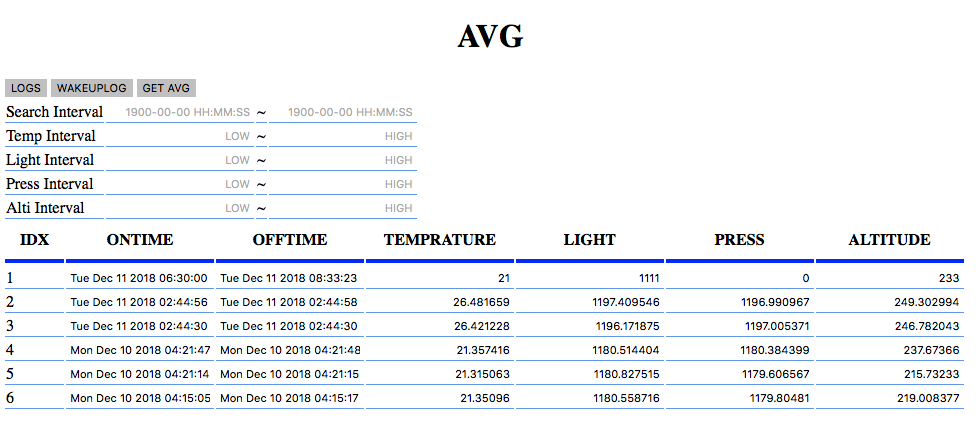 AVG
LOGS WAKEUPLOG GET AVG
Search Interval 1900-00-00 HH:MM:SS ~ 1900-00-00 HH:MM:SS
Temp Interval LOW ~ HIGH
Light Interval LOW ~ HIGH
Press Interval LOW ~ HIGH
Alti Interval LOW ~ HIGH
IDX ONTIME OFFTIME TEMPRATURE LIGHT PRESS ALTITUDE
1 Tue Dec 11 2018 06:30:00 Tue Dec 11 2018 08:33:23 21 1111 0 233
2 Tue Dec 11 2018 02:44:56 Tue Dec 11 2018 02:44:58 26.481659 1197.409546 1196.990967 249.302994
3 Tue Dec 11 2018 02:44:30 Tue Dec 11 2018 02:44:30 26.421228 1196.171875 1197.005371 246.782043
4 Mon Dec 10 2018 04:21:47 Mon Dec 10 2018 04:21:48 21.357416 1180.514404 1180.384399 237.67366
5 Mon Dec 10 2018 04:21:14 Mon Dec 10 2018 04:21:15 21.315063 1180.827515 1179.606567 215.73233
6 Mon Dec 10 2018 04:15:05 Mon Dec 10 2018 04:15:17 21.35096 1180.558716 1179.80481 219.008377